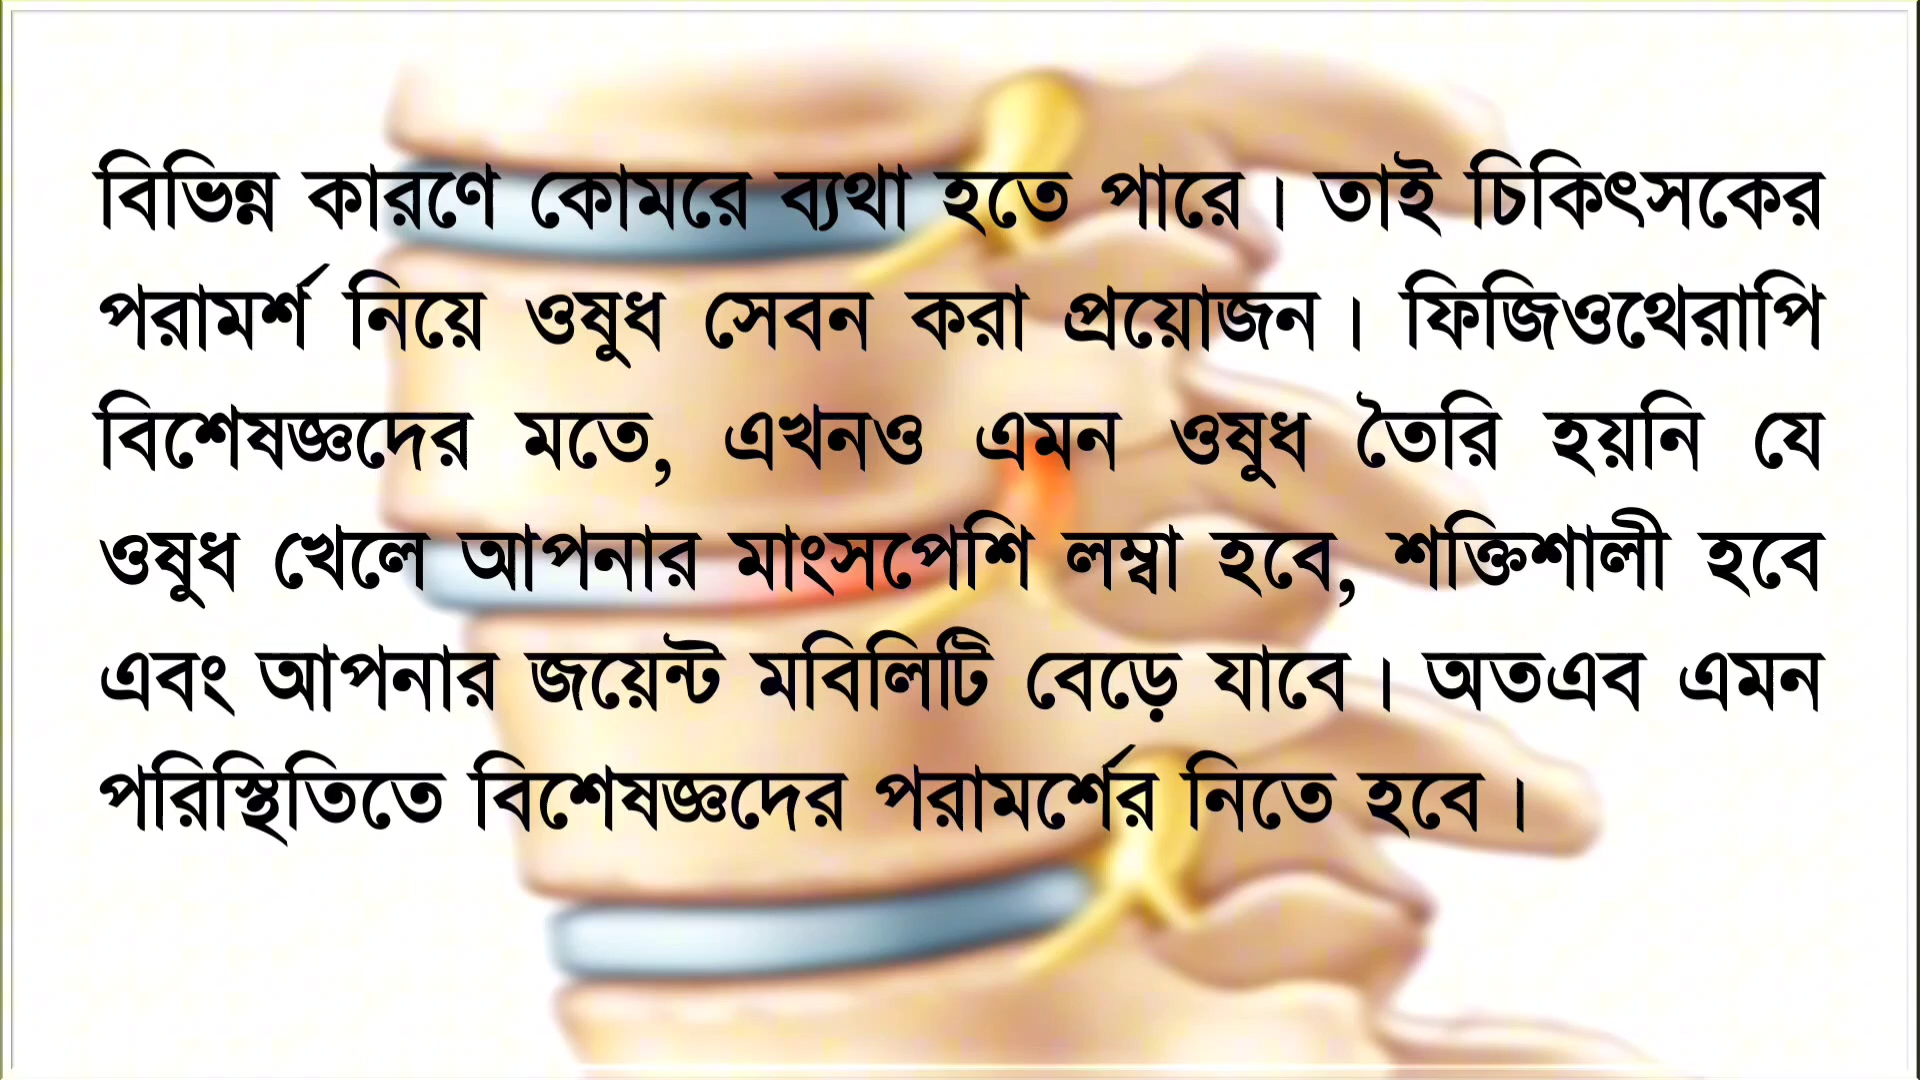 বিভিন্ন কারণে কোমরে ব্যথা হতে পারে। তাই চিকিৎসকের
পরামর্শ নিয়ে ওষুধ সেবন করা প্রয়োজন। ফিজিওথেরাপি
বিশেষজ্ঞদের মতে, এখনও এমন ওষুধ তৈরি হয়নি যে
ওষুধ খেলে আপনার মাংসপেশি লম্বা হবে, শক্তিশালী হবে
এবং আপনার জয়েন্ট মবিলিটি বেড়ে যাবে। অতএব এমন
পরিস্থিতিতে বিশেষজ্ঞদের পরামর্শের নিতে হবে।